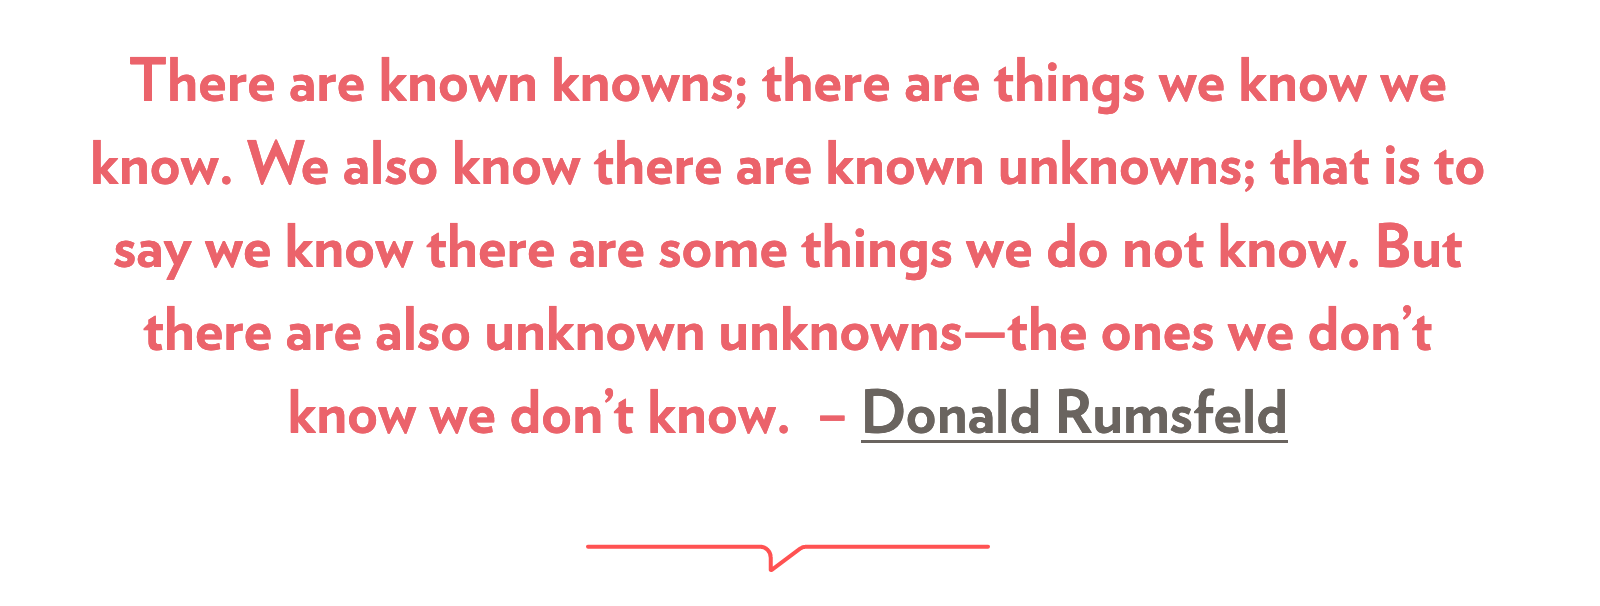 There are known knowns; there are things we know we
know. We also know there are known unknowns; that is to
say we know there are some things we do not know. But
there are also unknown unknowns—the ones we don’t
know we don’t know.  – Donald Rumsfeld